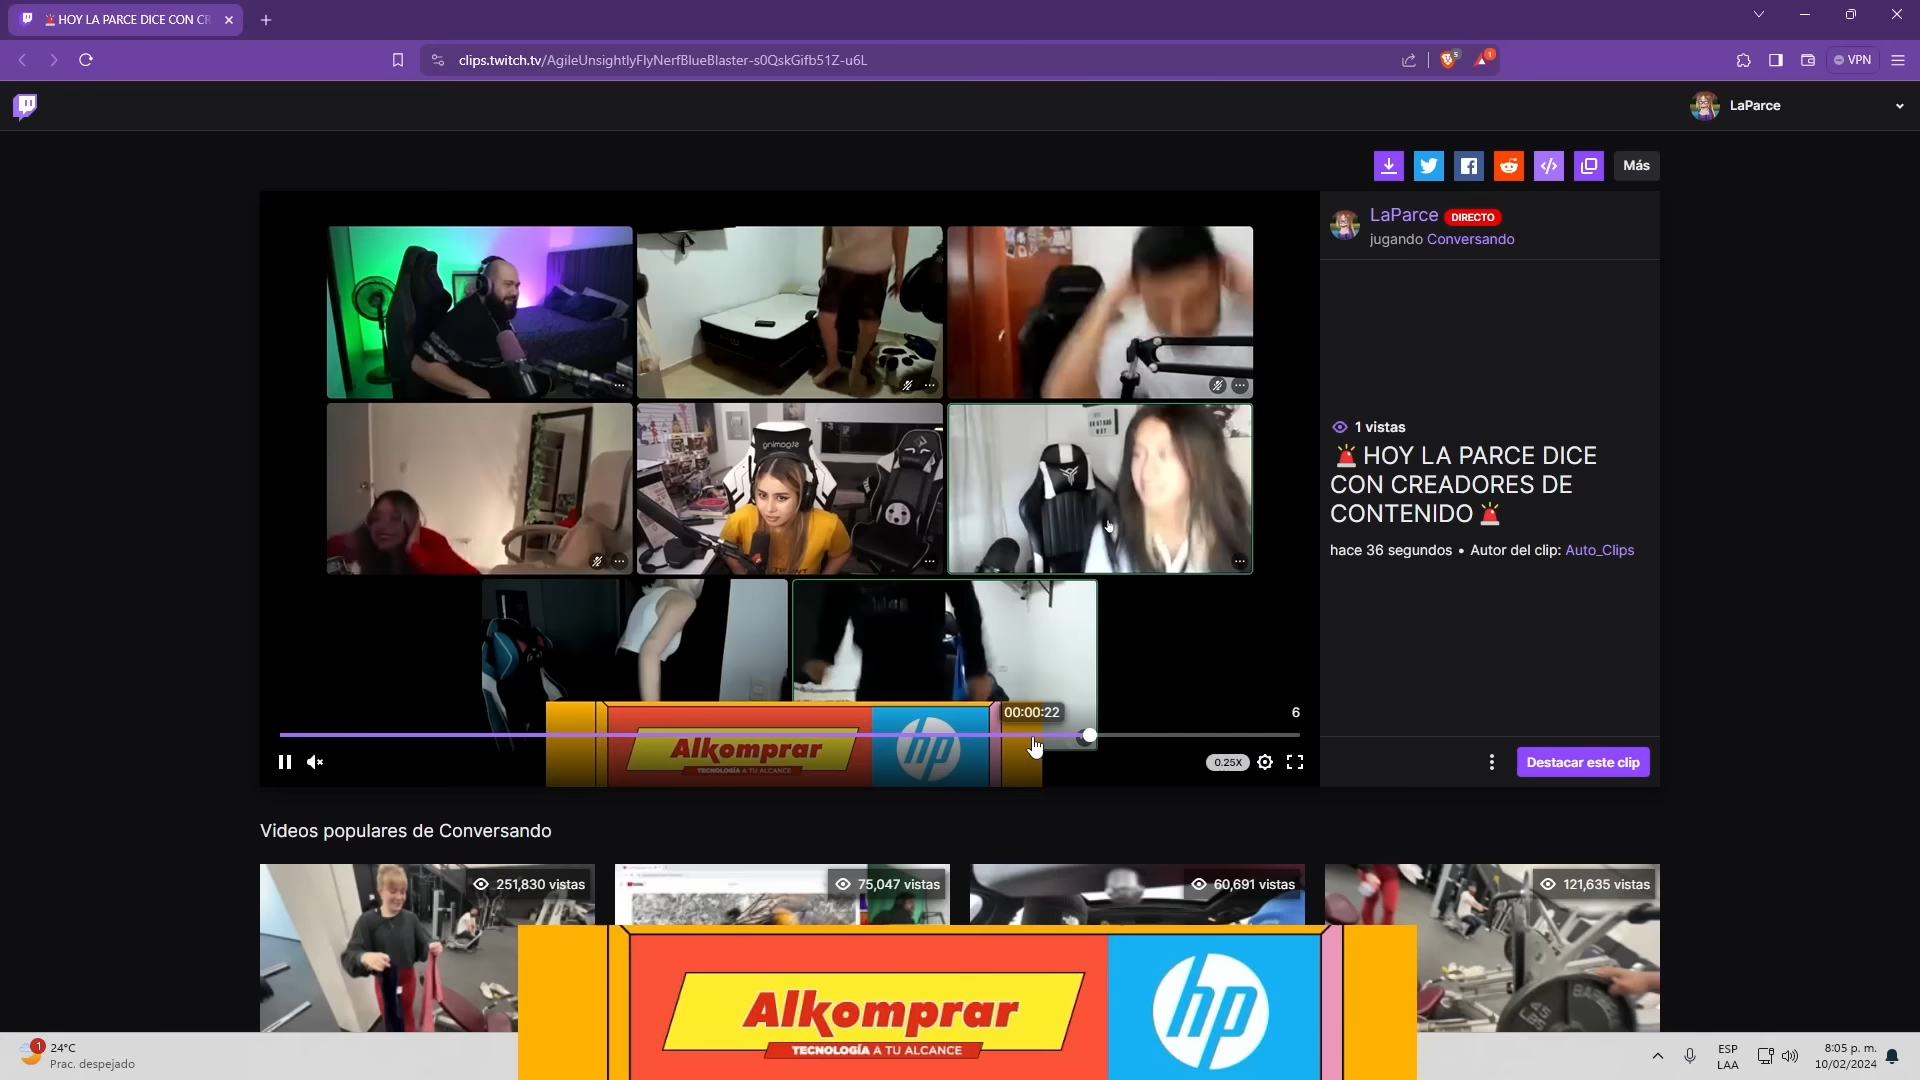 🚨HOY LA PARCE DICE CON CR
clips.twitch.tv/AgileUnsightlyFlyNerfBlueBlaster-s0QskGifb51Z-u6L
5
1
VPN
LaParce
Más
LaParce DIRECTO
jugando Conversando
1 vistas
🚨HOY LA PARCE DICE
CON CREADORES DE
CONTENIDO 🚨
hace 36 segundos • Autor del clip: Auto_Clips
Destacar este clip
00:00:22
6
0.25X
Alkomprar
TECNOLOGÍA A TU ALCANCE
hp
Videos populares de Conversando
251,830 vistas
75,047 vistas
60,691 vistas
121,635 vistas
Alkomprar
TECNOLOGÍA A TU ALCANCE
hp
1
24°C
Prac. despejado
ESP
LAA
8:05 p. m.
10/02/2024